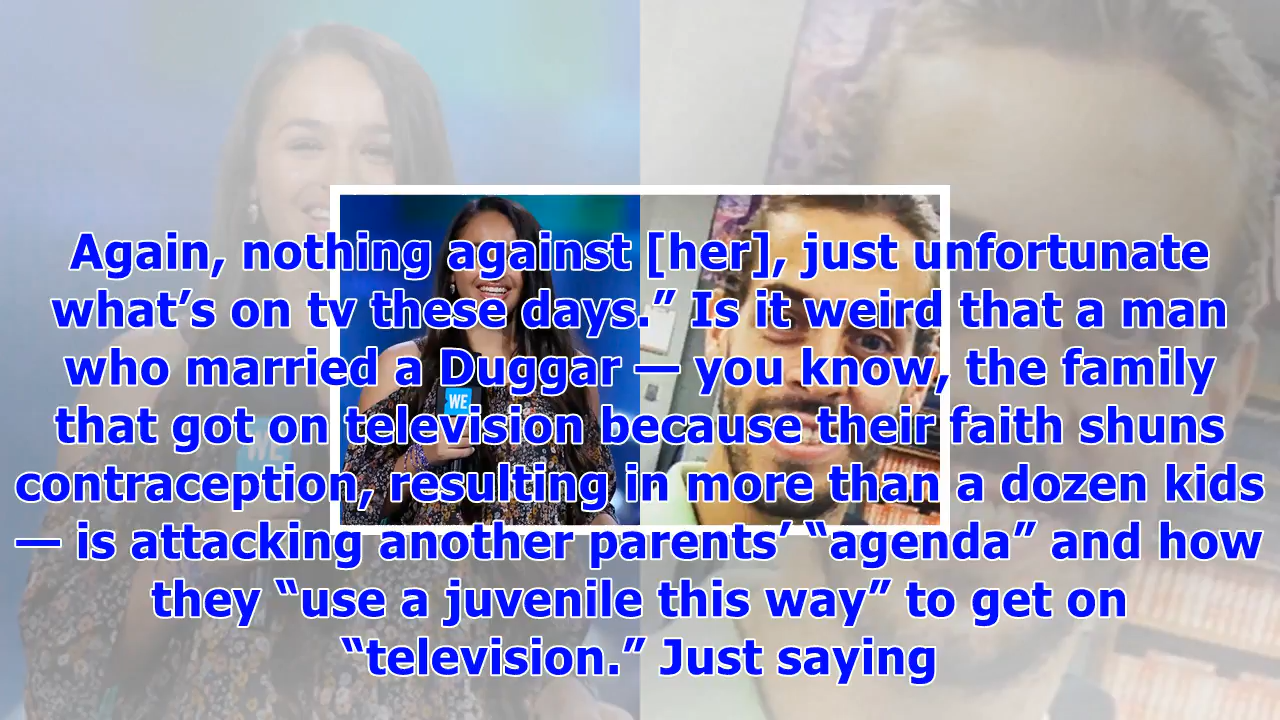 Again, nothing against [her], just unfortunate
what’s on tv these days.” Is it weird that a man
who married a Duggar — you know, the family
that got on television because their faith shuns
contraception, resulting in more than a dozen kids
— is attacking another parents’ “agenda” and how
they “use a juvenile this way” to get on
“television.” Just saying
WE
WE